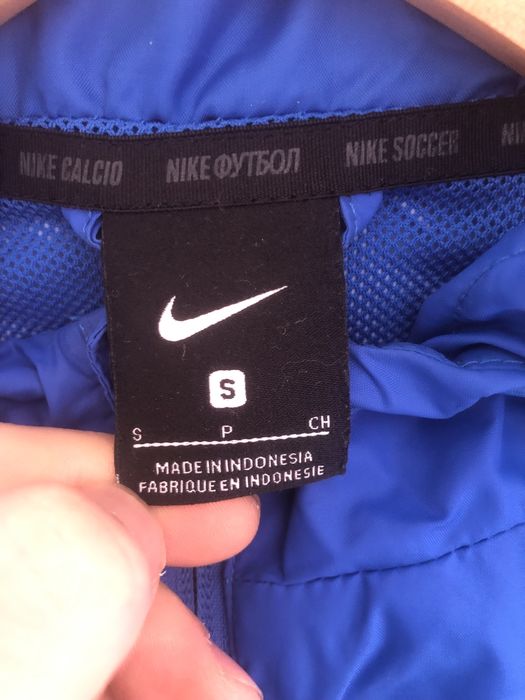 NIKE CALCIO NIKE ФУТБОЛ NIKE SOCCER
S
S P CH
MADE IN INDONESIA
FABRIQUE EN INDONESIE